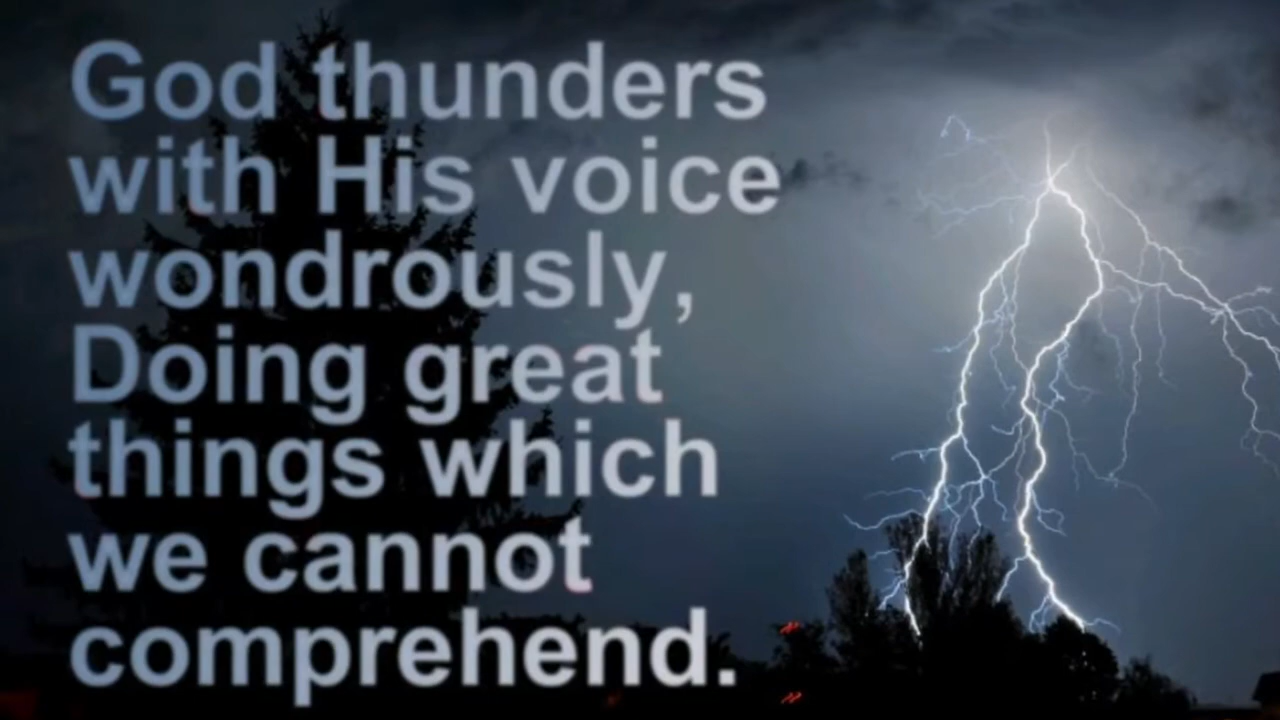 God thunders
with His voice
wondrously,
Doing great
things which
we cannot
comprehend.